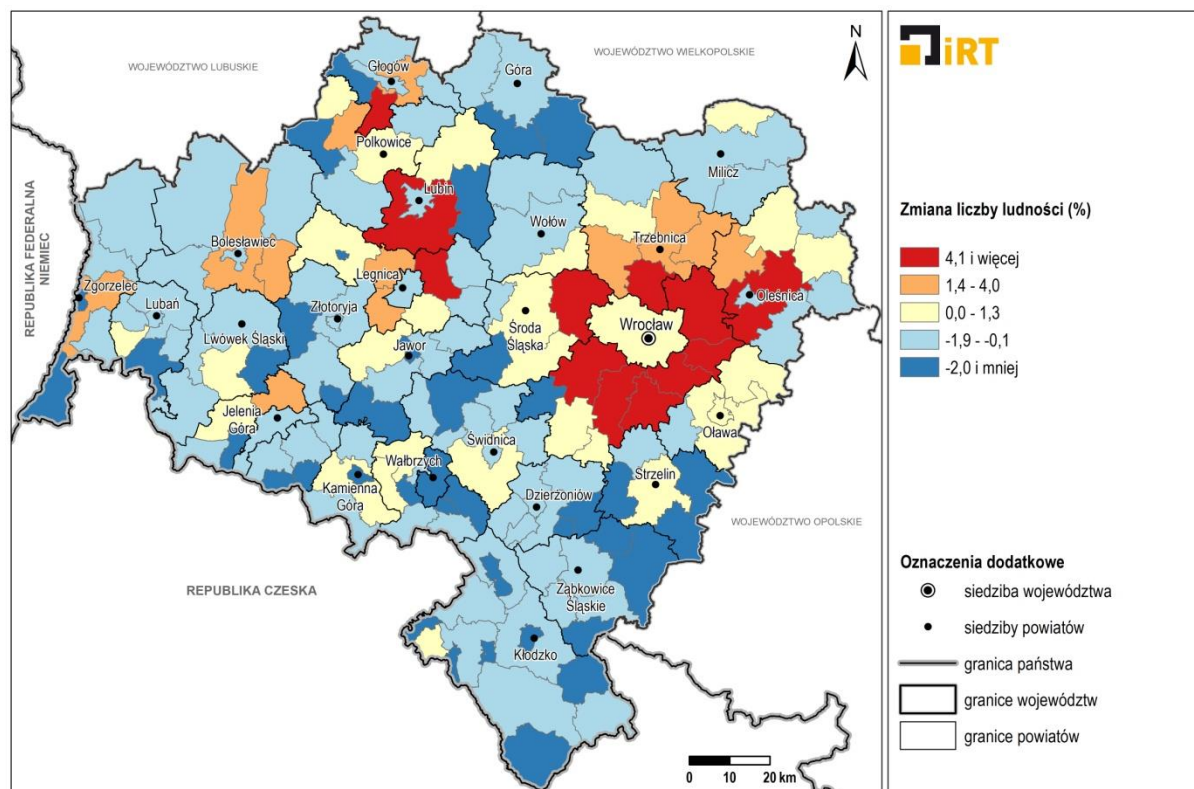 WOJEWÓDZTWO LUBUSKIE
WOJEWÓDZTWO WIELKOPOLSKIE
N
Głogów
Góra
Polkowice
Milicz
Lubin
Wołów
Trzebnica
REPUBLIKA FEDERALNA
NIEMIEC
Bolesławiec
Zgorzelec
Legnica
Oleśnica
Lubań
Złotoryja
Lwówek Śląski
Środa
Śląska
Wrocław
Jawor
Jelenia
Góra
Oława
Świdnica
Wałbrzych
Kamienna
Góra
Strzelin
Dzierżoniów
WOJEWÓDZTWO OPOLSKIE
REPUBLIKA CZESKA
Ząbkowice
Śląskie
Kłodzko
0 10 20 km
iRT
Zmiana liczby ludności (%)
4,1 i więcej
1,4 - 4,0
0,0 - 1,3
-1,9 - -0,1
-2,0 i mniej
Oznaczenia dodatkowe
siedziba województwa
siedziby powiatów
granica państwa
granice województw
granice powiatów